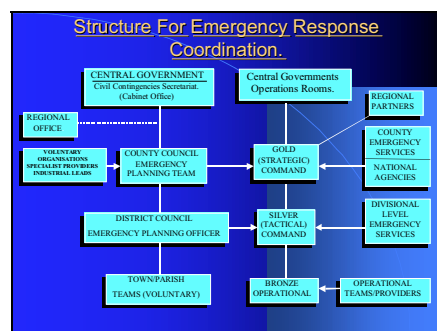 Structure For Emergency Response
Coordination.
CENTRAL GOVERNMENT
Civil Contingencies Secretariat.
(Cabinet Office)
Central Governments
Operations Rooms.
REGIONAL
PARTNERS
REGIONAL
OFFICE
COUNTY
EMERGENCY
SERVICES
NATIONAL
AGENCIES
VOLUNTARY
ORGANISATIONS
SPECIALIST PROVIDERS
INDUSTRIAL LEADS
COUNTY COUNCIL
EMERGENCY
PLANNING TEAM
GOLD
(STRATEGIC)
COMMAND
DISTRICT COUNCIL
EMERGENCY PLANNING OFFICER
SILVER
(TACTICAL)
COMMAND
DIVISIONAL
LEVEL
EMERGENCY
SERVICES
TOWN/PARISH
TEAMS (VOLUNTARY)
BRONZE
OPERATIONAL
OPERATIONAL
TEAMS/PROVIDERS